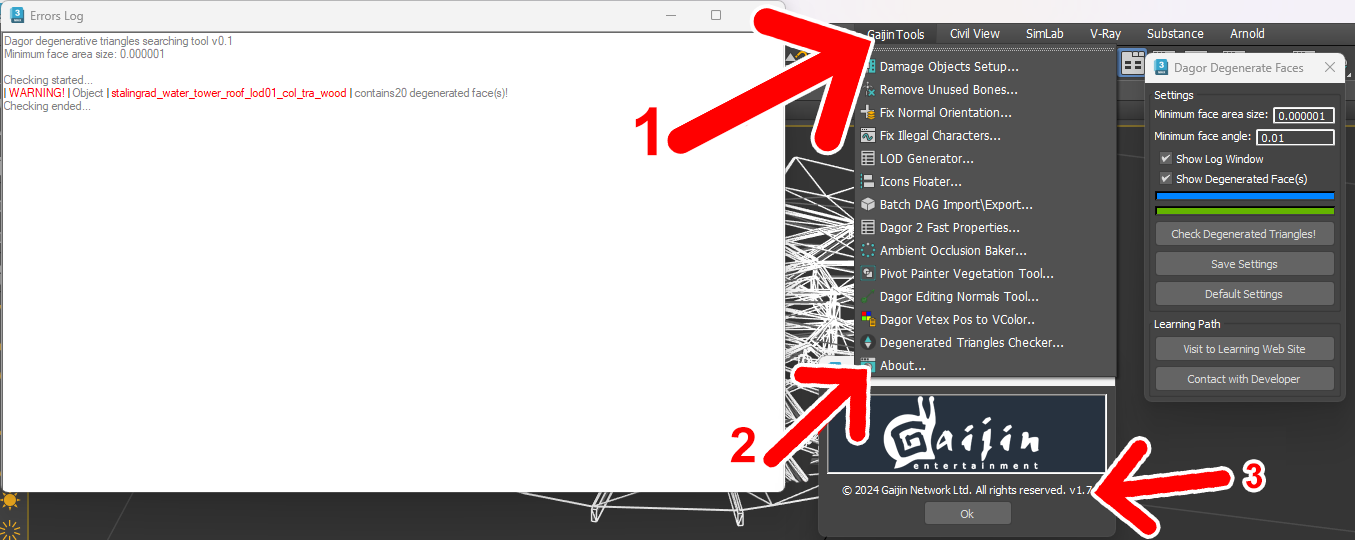 Errors Log
Dagor degenerative triangles searching tool v0.1
Minimum face area size: 0.000001
Checking started...
| WARNING! | Object | stalingrad_water_tower_roof_lod01_col_tra_wood | contains20 degenerated face(s)!
Checking ended...
1
GaijinTools
Civil View
SimLab
V-Ray
Substance
Arnold
Damage Objects Setup...
Remove Unused Bones...
Fix Normal Orientation...
Fix Illegal Characters...
LOD Generator...
Icons Floater...
Batch DAG Import\Export...
Dagor 2 Fast Properties...
Ambient Occlusion Baker...
Pivot Painter Vegetation Tool...
Dagor Editing Normals Tool...
Dagor Vetex Pos to VColor..
Degenerated Triangles Checker...
About...
2
Gaijin
entertainment
© 2024 Gaijin Network Ltd. All rights reserved. v1.7
Ok
3
Dagor Degenerate Faces
Settings
Minimum face area size: 0.000001
Minimum face angle: 0.01
Show Log Window
Show Degenerated Face(s)
Check Degenerated Triangles!
Save Settings
Default Settings
Learning Path
Visit to Learning Web Site
Contact with Developer